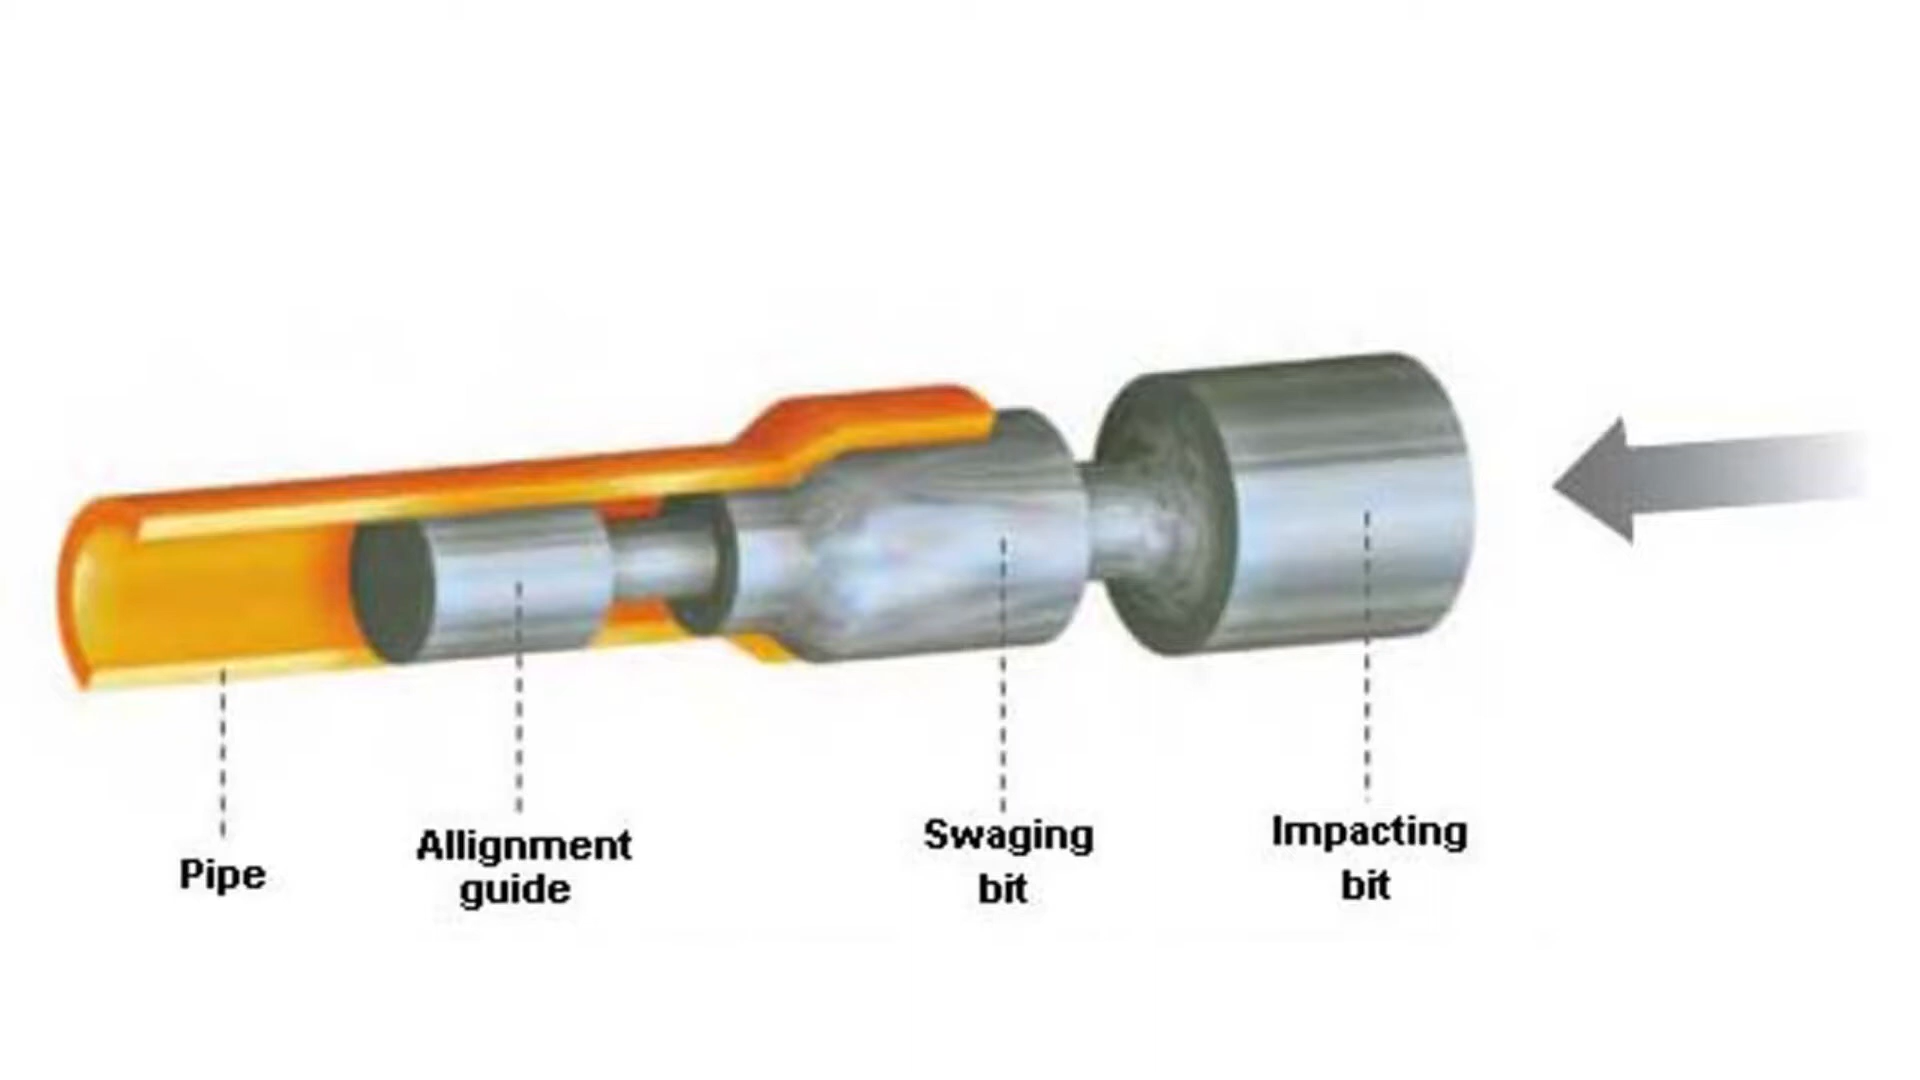 Pipe
Allignment
guide
Swaging
bit
Impacting
bit